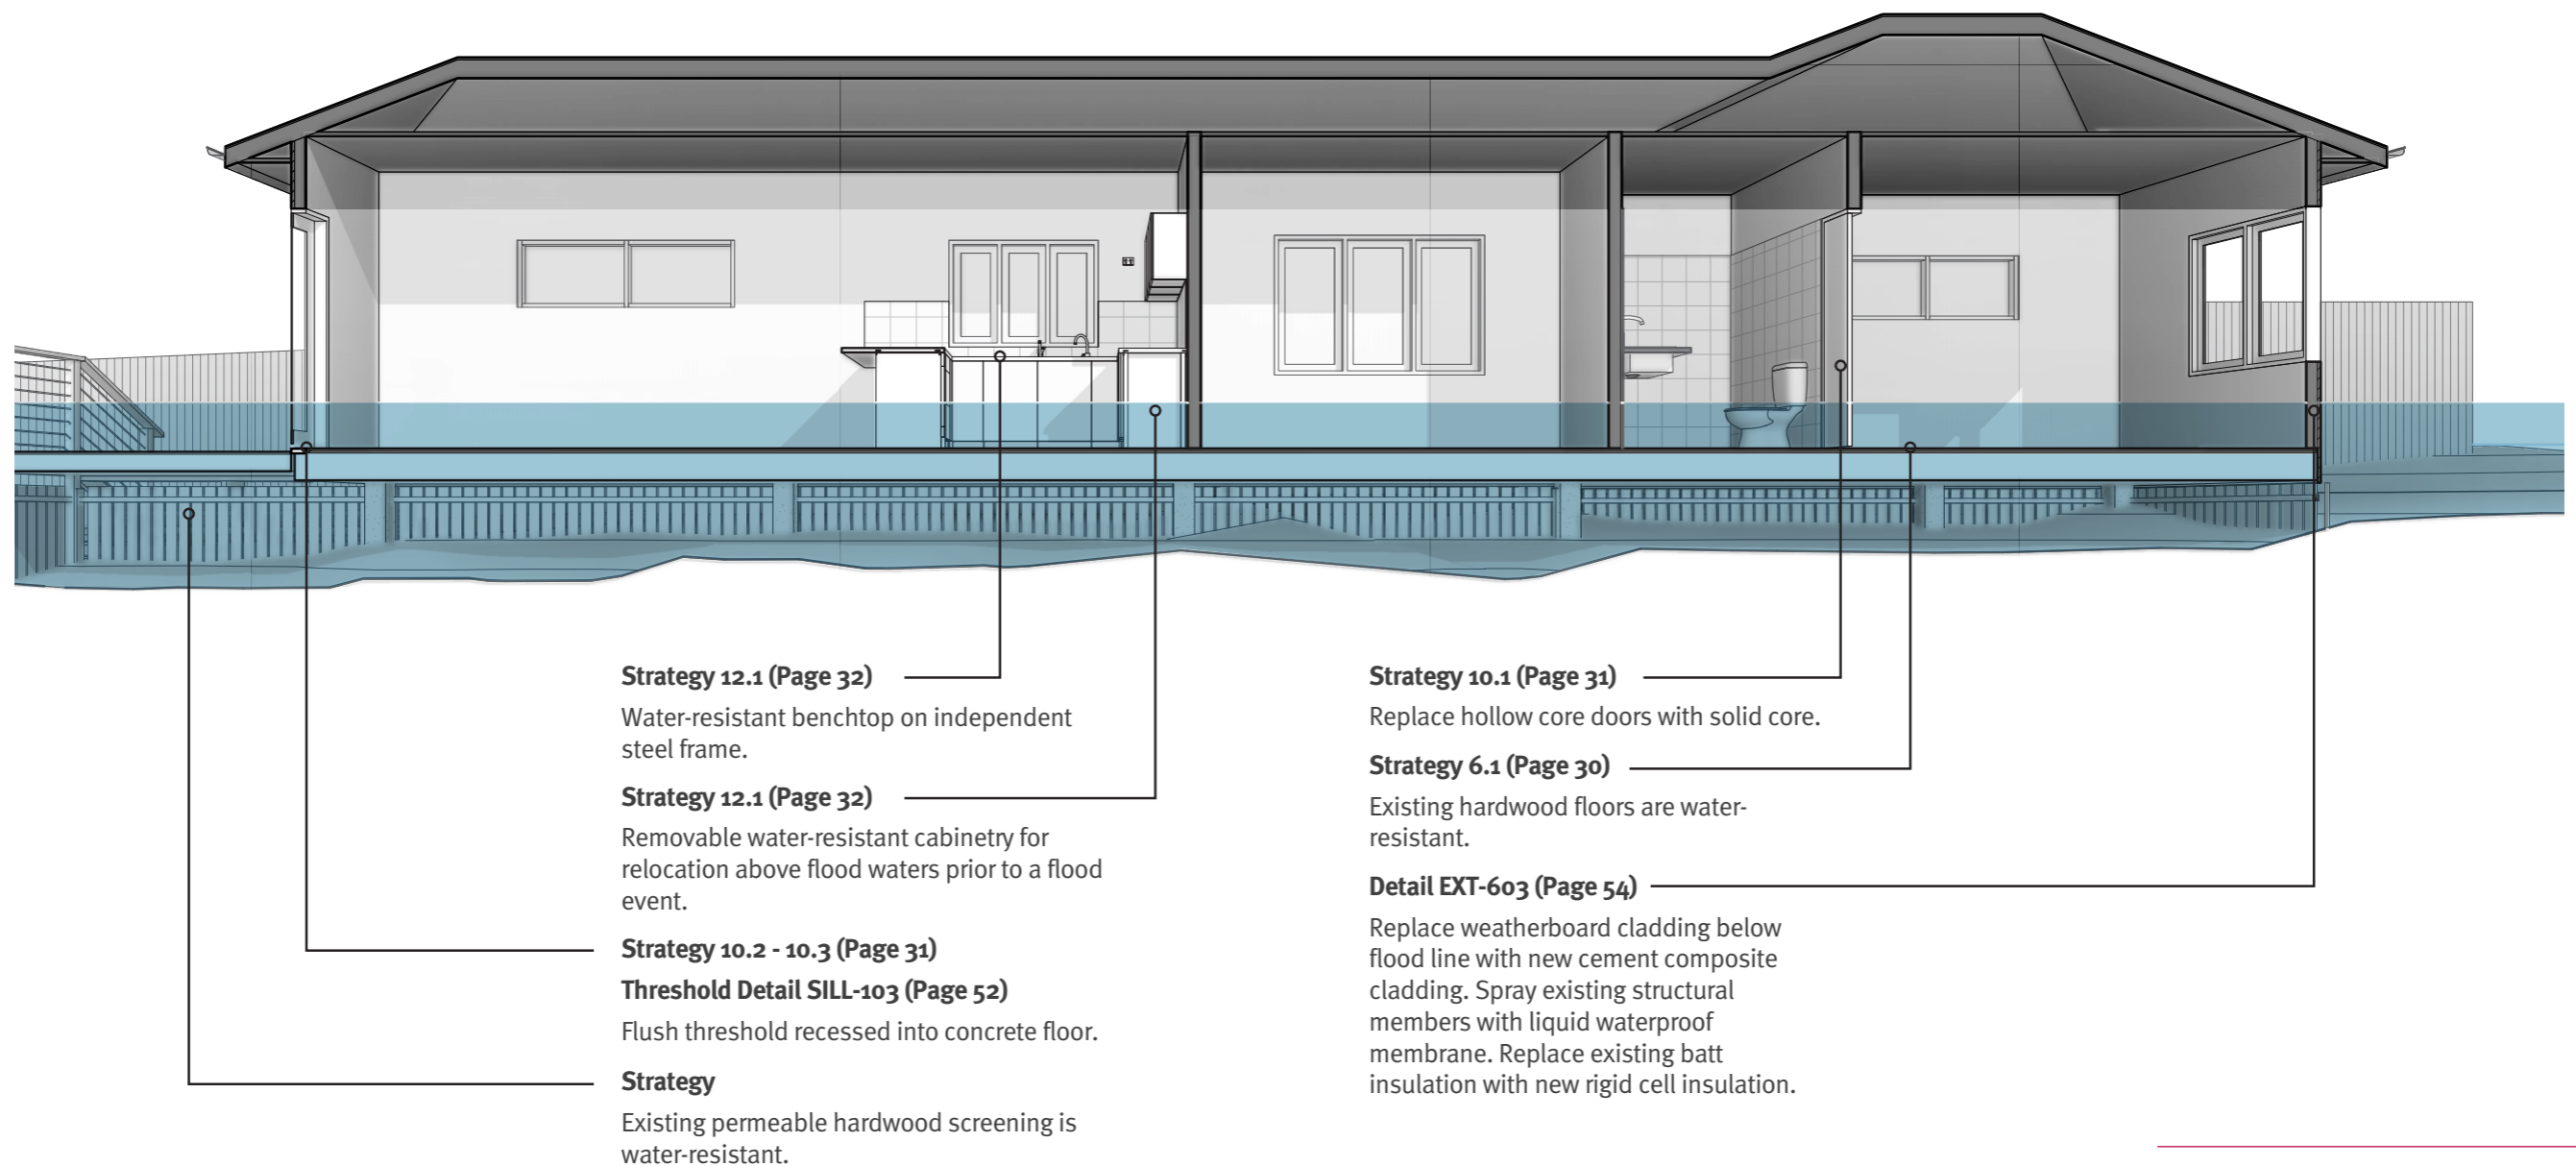 Strategy 12.1 (Page 32)
Water-resistant benchtop on independent
steel frame.
Strategy 12.1 (Page 32)
Removable water-resistant cabinetry for
relocation above flood waters prior to a flood
event.
Strategy 10.2 - 10.3 (Page 31)
Threshold Detail SILL-103 (Page 52)
Flush threshold recessed into concrete floor.
Strategy
Existing permeable hardwood screening is
water-resistant.
Strategy 10.1 (Page 31)
Replace hollow core doors with solid core.
Strategy 6.1 (Page 30)
Existing hardwood floors are water-
resistant.
Detail EXT-603 (Page 54)
Replace weatherboard cladding below
flood line with new cement composite
cladding. Spray existing structural
members with liquid waterproof
membrane. Replace existing batt
insulation with new rigid cell insulation.